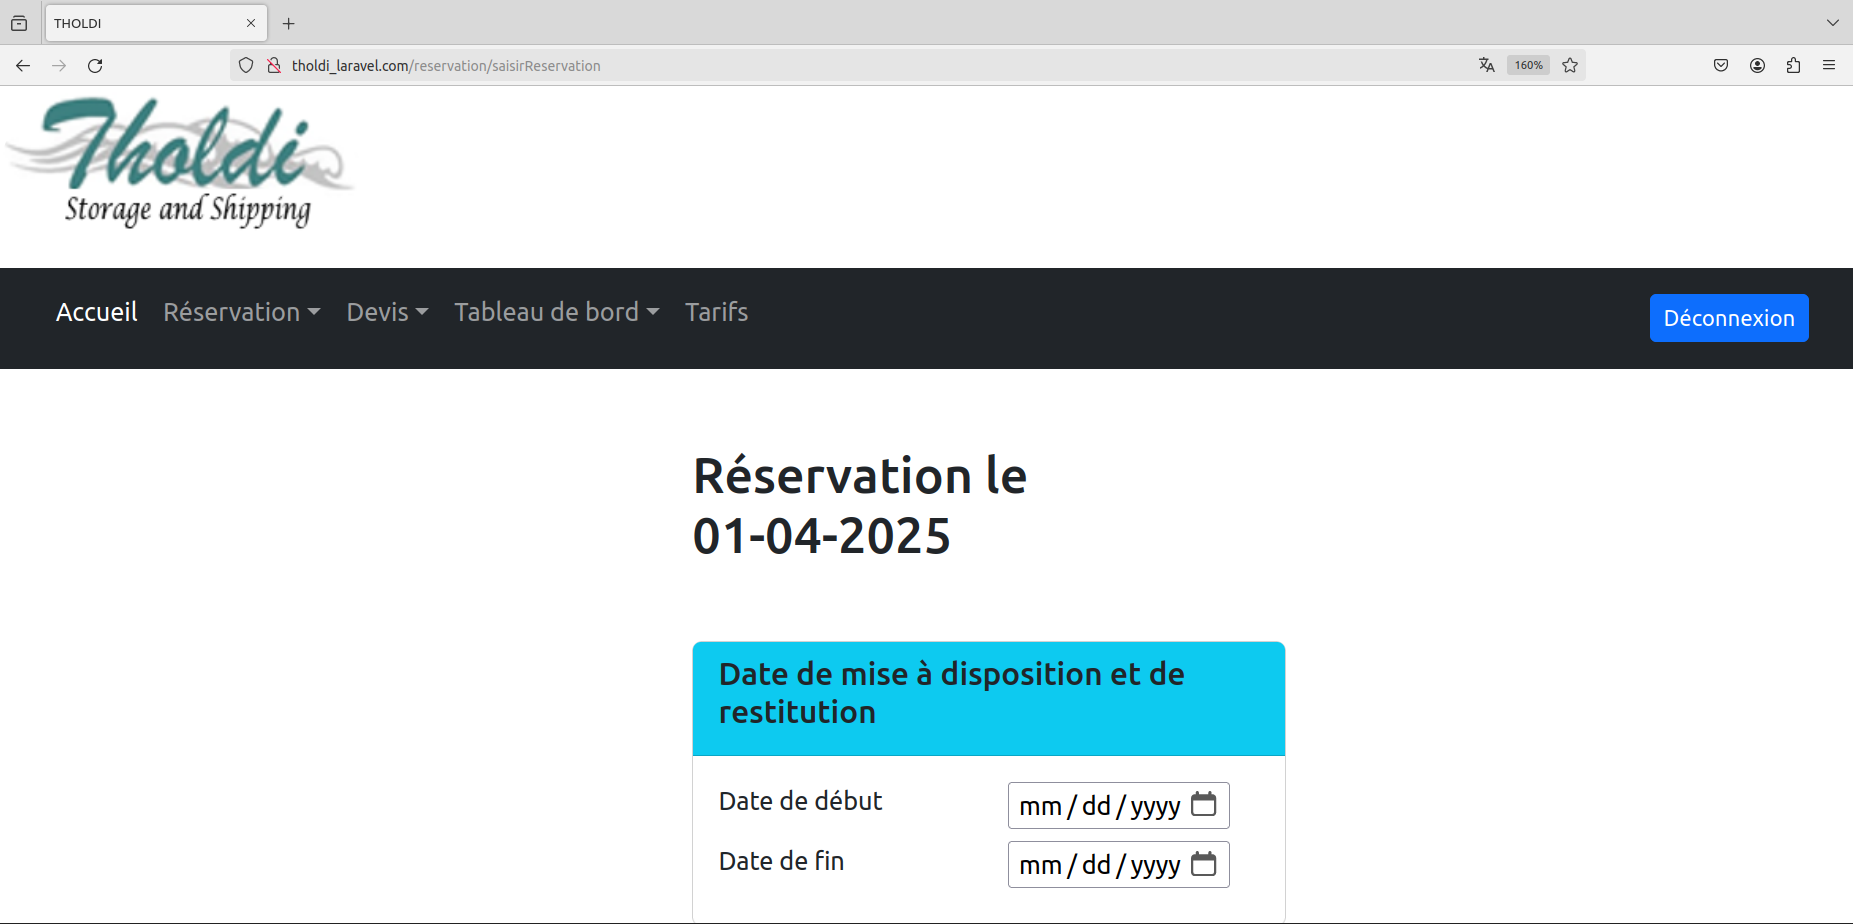 THOLDI
tholdi_laravel.com/reservation/saisirReservation
160%
Tholdi
Storage and Shipping
Accueil Réservation Devis Tableau de bord Tarifs Déconnexion
Réservation le
01-04-2025
Date de mise à disposition et de
restitution
Date de début mm/dd/yyyy
Date de fin mm/dd/yyyy